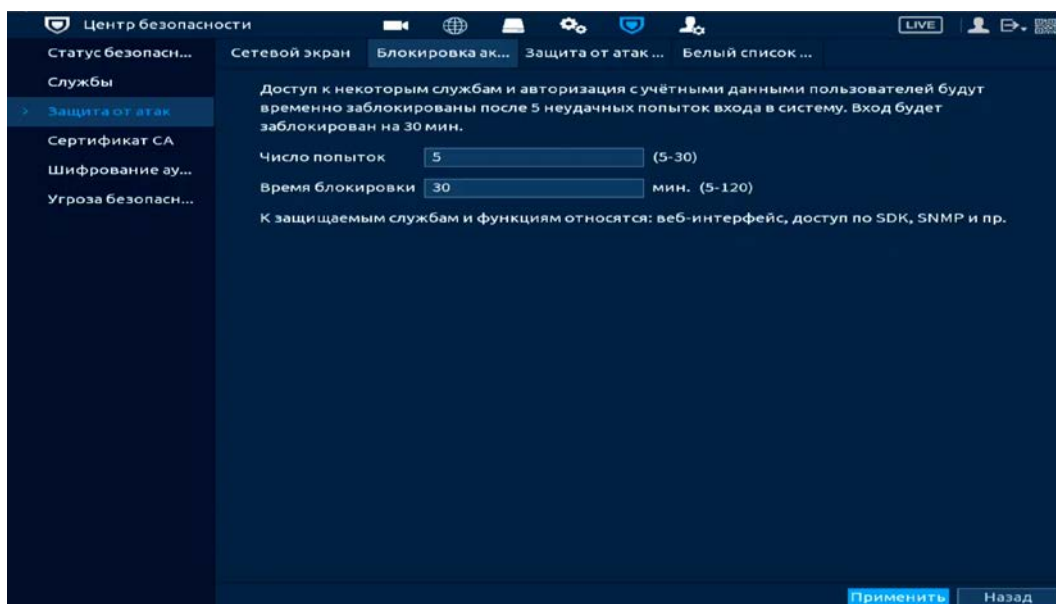 Центр безопасности
LIVE
Статус безопасн...
Службы
Защита от атак
Сертификат CA
Шифрование ау...
Угроза безопасн...
Сетевой экран
Блокировка ак...
Защита от атак ...
Белый список ...
Доступ к некоторым службам и авторизация с учётными данными пользователей будут
временно заблокированы после 5 неудачных попыток входа в систему. Вход будет
заблокирован на 30 мин.
Число попыток 5 (5-30)
Время блокировки 30 мин. (5-120)
К защищаемым службам и функциям относятся: веб-интерфейс, доступ по SDK, SNMP и пр.
Применить
Назад